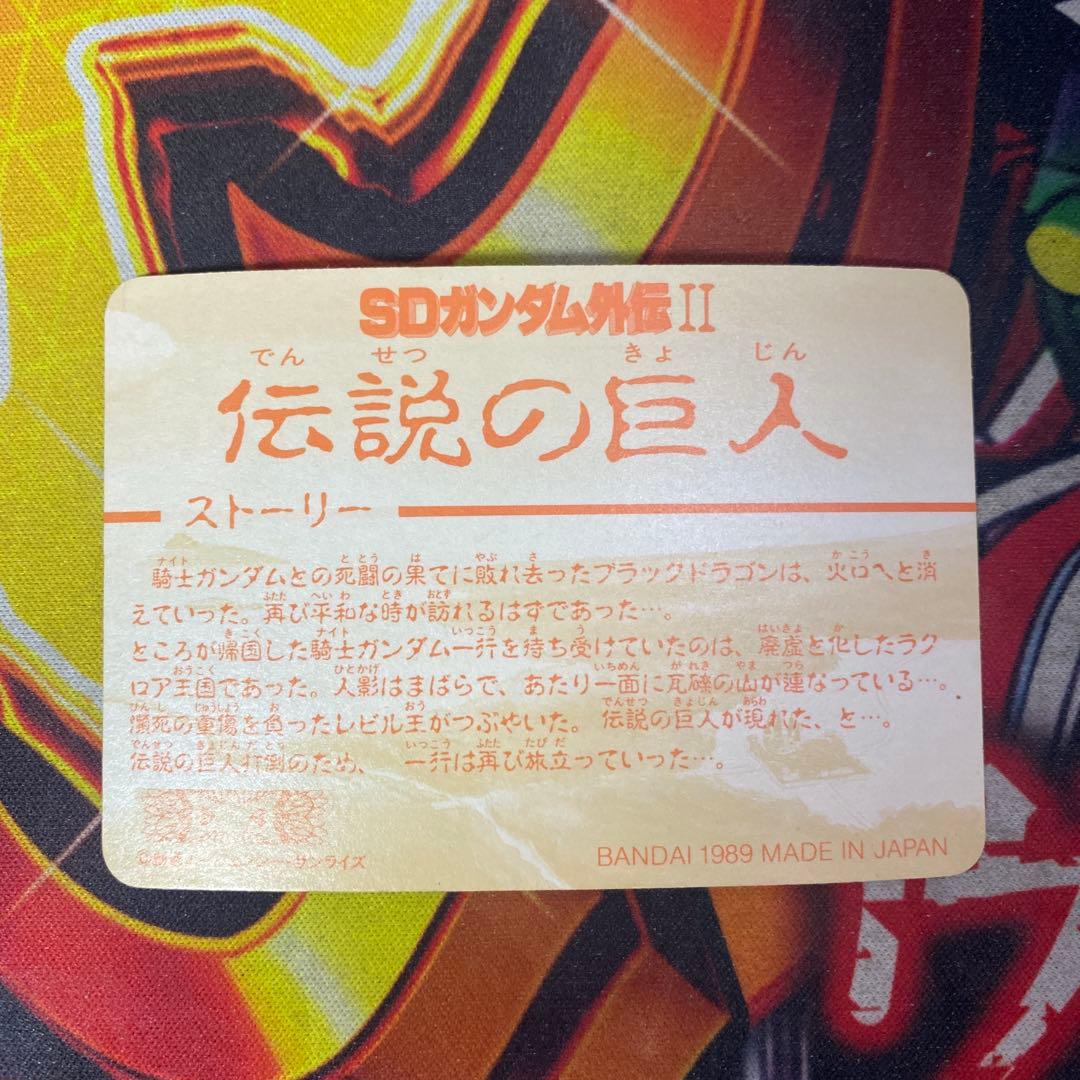 SDガンダム外伝II
でん せつ きょ じん
伝説の巨人
ストーリー
騎士ガンダムとの死闘の果てに敗れ去ったブラックドラゴンは、火口へと消
えていった。再び平和な時が訪れるはずであった…。
ところが帰国した騎士ガンダム一行を待ち受けていたのは、廃虚と化したラク
ロア王国であった。人影はまばらで、あたり一面に瓦礫の山が連なっている…。
瀕死の重傷を負ったレビル王がつぶやいた。伝説の巨人が現れた、と…。
伝説の巨人打倒のため、一行は再び旅立っていった…。
サンライズ
BANDAI 1989 MADE IN JAPAN